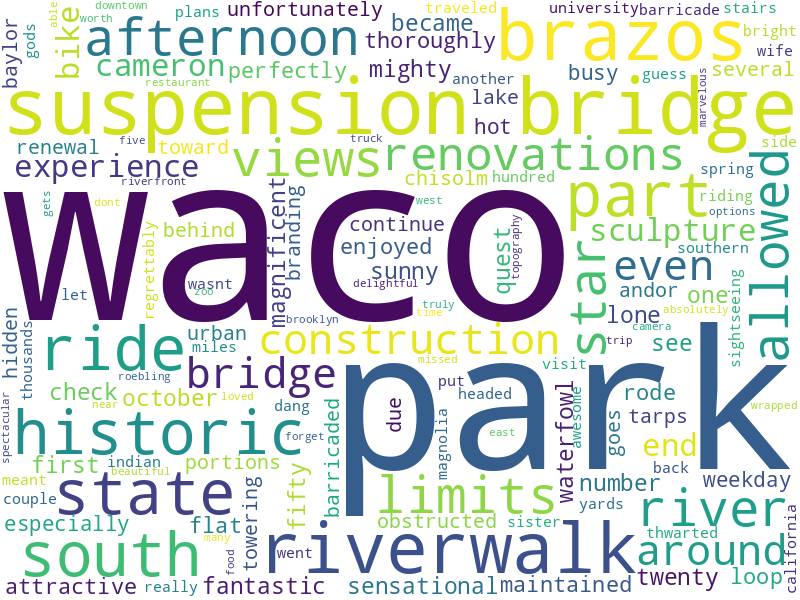 baylor gods bike plans worth downtown able unfortunately afternoon became traveled university barricade stairs
cameron perfectly thoroughly mighty brazos bright wife
restaurant another busy guess several
suspension bridge lake hot marvelous
renewal five toward truck side
experience views renovations spring
riverfront chisolm hundred part riding
gets dont west options allowed
waco magnificent branding continue quest topography sculpture
regrettably behind enjoyed southern
wasnt sunny even
let zoo delightful andor star sightseeing
hidden thousands urban brooklyn truly time lone one
ride miles construction camera absolutely
roebling missed trip see
check bridge put visit
october loved headed park rode
spectacular near dang due magnolia waterfowl awesome goes tarps wrapped
historic forget east end
first indian portions barricaded back
meant beautiful fifty weekday
couple state towering limits number
yards
especially flat obstructed sister river california
many food went thwarted
south riverwalk around
attractive really fantastic sensational maintained twenty loop